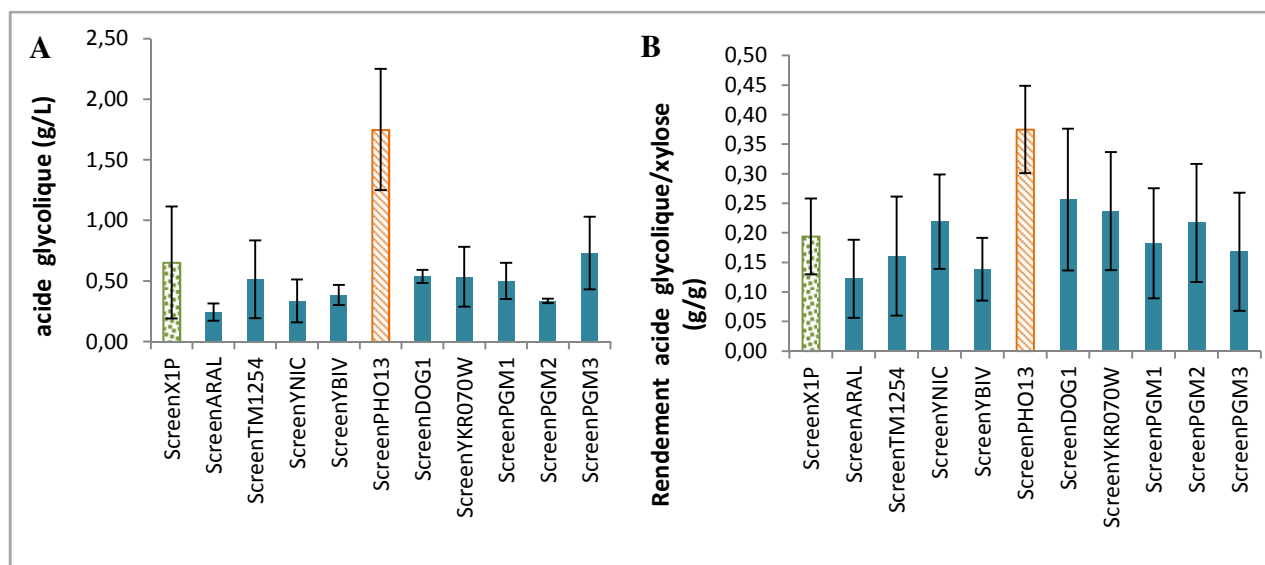 A
acide glycolique (g/L)
2,50
2,00
1,50
1,00
0,50
0,00
ScreenX1P
ScreenARAL
ScreenTM1254
ScreenYNIC
ScreenYBIV
ScreenPHO13
ScreenDOG1
ScreenYKR070W
ScreenPGM1
ScreenPGM2
ScreenPGM3
B
Rendement acide glycolique/xylose
(g/g)
0,50
0,45
0,40
0,35
0,30
0,25
0,20
0,15
0,10
0,05
0,00
ScreenX1P
ScreenARAL
ScreenTM1254
ScreenYNIC
ScreenYBIV
ScreenPHO13
ScreenDOG1
ScreenYKR070W
ScreenPGM1
ScreenPGM2
ScreenPGM3